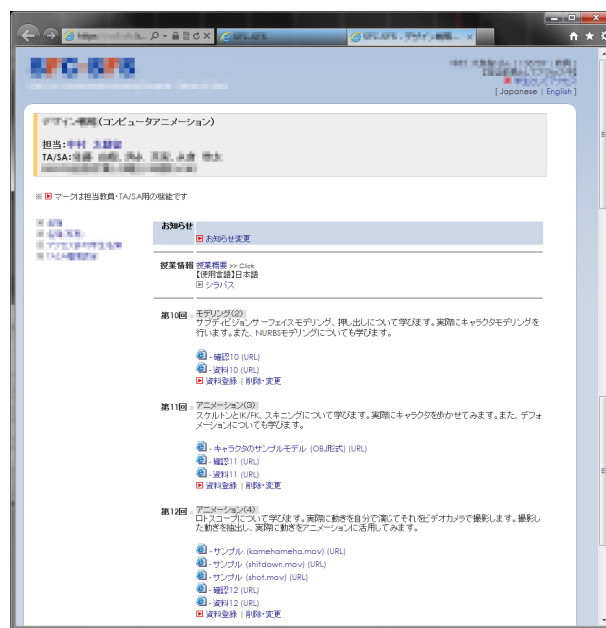 [ Japanese | English ]
(コンピュータアニメーション)
担当:
TA/SA:
※ マークは担当教員・TA/SA用の機能です
お知らせ
お知らせ変更
授業情報 授業概要 >> Click
【使用言語】日本語
シラバス
第10回 モデリング(2)
サブディビジョンサーフェイスモデリング、押し出しについて学びます。実際にキャラクタモデリングを
行います。また、NURBSモデリングについても学びます。
- 確認10 (URL)
- 資料10 (URL)
資料登録 | 削除・変更
第11回 アニメーション(3)
スケルトンとIK/FK、スキニングについて学びます。実際にキャラクタを歩かせてみます。また、デフォ
メーションについても学びます。
- キャラクタのサンプルモデル (OBJ形式) (URL)
- 確認11 (URL)
- 資料11 (URL)
資料登録 | 削除・変更
第12回 アニメーション(4)
ロトスコープについて学びます。実際に動きを自分で演じてそれをビデオカメラで撮影します。撮影し
た動きを抽出し、実際に動きをアニメーションに活用してみます。
- サンプル (kamehameha.mov) (URL)
- サンプル (shitdown.mov) (URL)
- サンプル (shot.mov) (URL)
- 確認12 (URL)
- 資料12 (URL)
資料登録 | 削除・変更